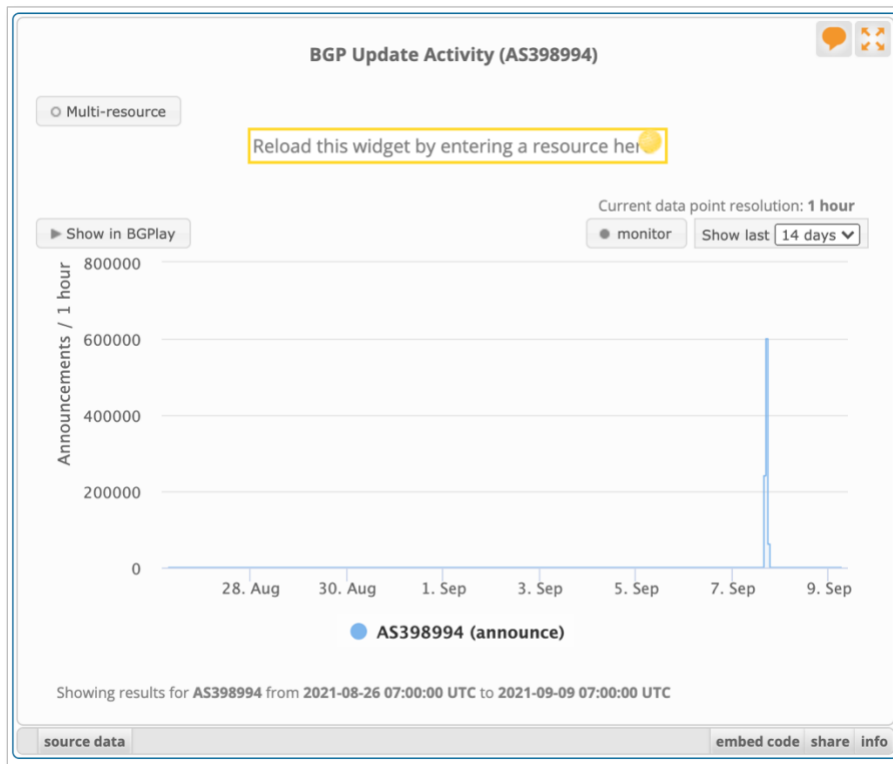 BGP Update Activity (AS398994)
Multi-resource
Reload this widget by entering a resource her
Current data point resolution: 1 hour
Show in BGPlay
monitor
Show last 14 days
Announcements / 1 hour
800000
600000
400000
200000
0
28. Aug 30. Aug 1. Sep 3. Sep 5. Sep 7. Sep 9. Sep
AS398994 (announce)
Showing results for AS398994 from 2021-08-26 07:00:00 UTC to 2021-09-09 07:00:00 UTC
source data embed code share info